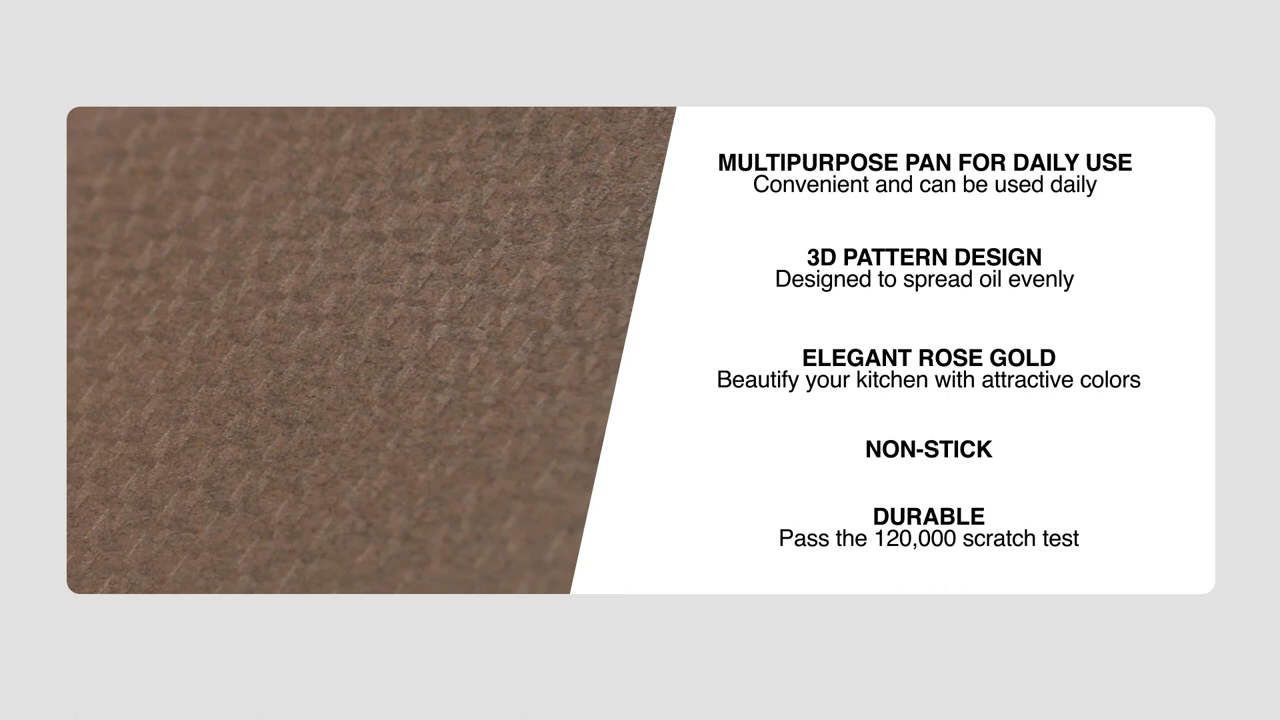 MULTIPURPOSE PAN FOR DAILY USE
Convenient and can be used daily
3D PATTERN DESIGN
Designed to spread oil evenly
ELEGANT ROSE GOLD
Beautify your kitchen with attractive colors
NON-STICK
DURABLE
Pass the 120,000 scratch test